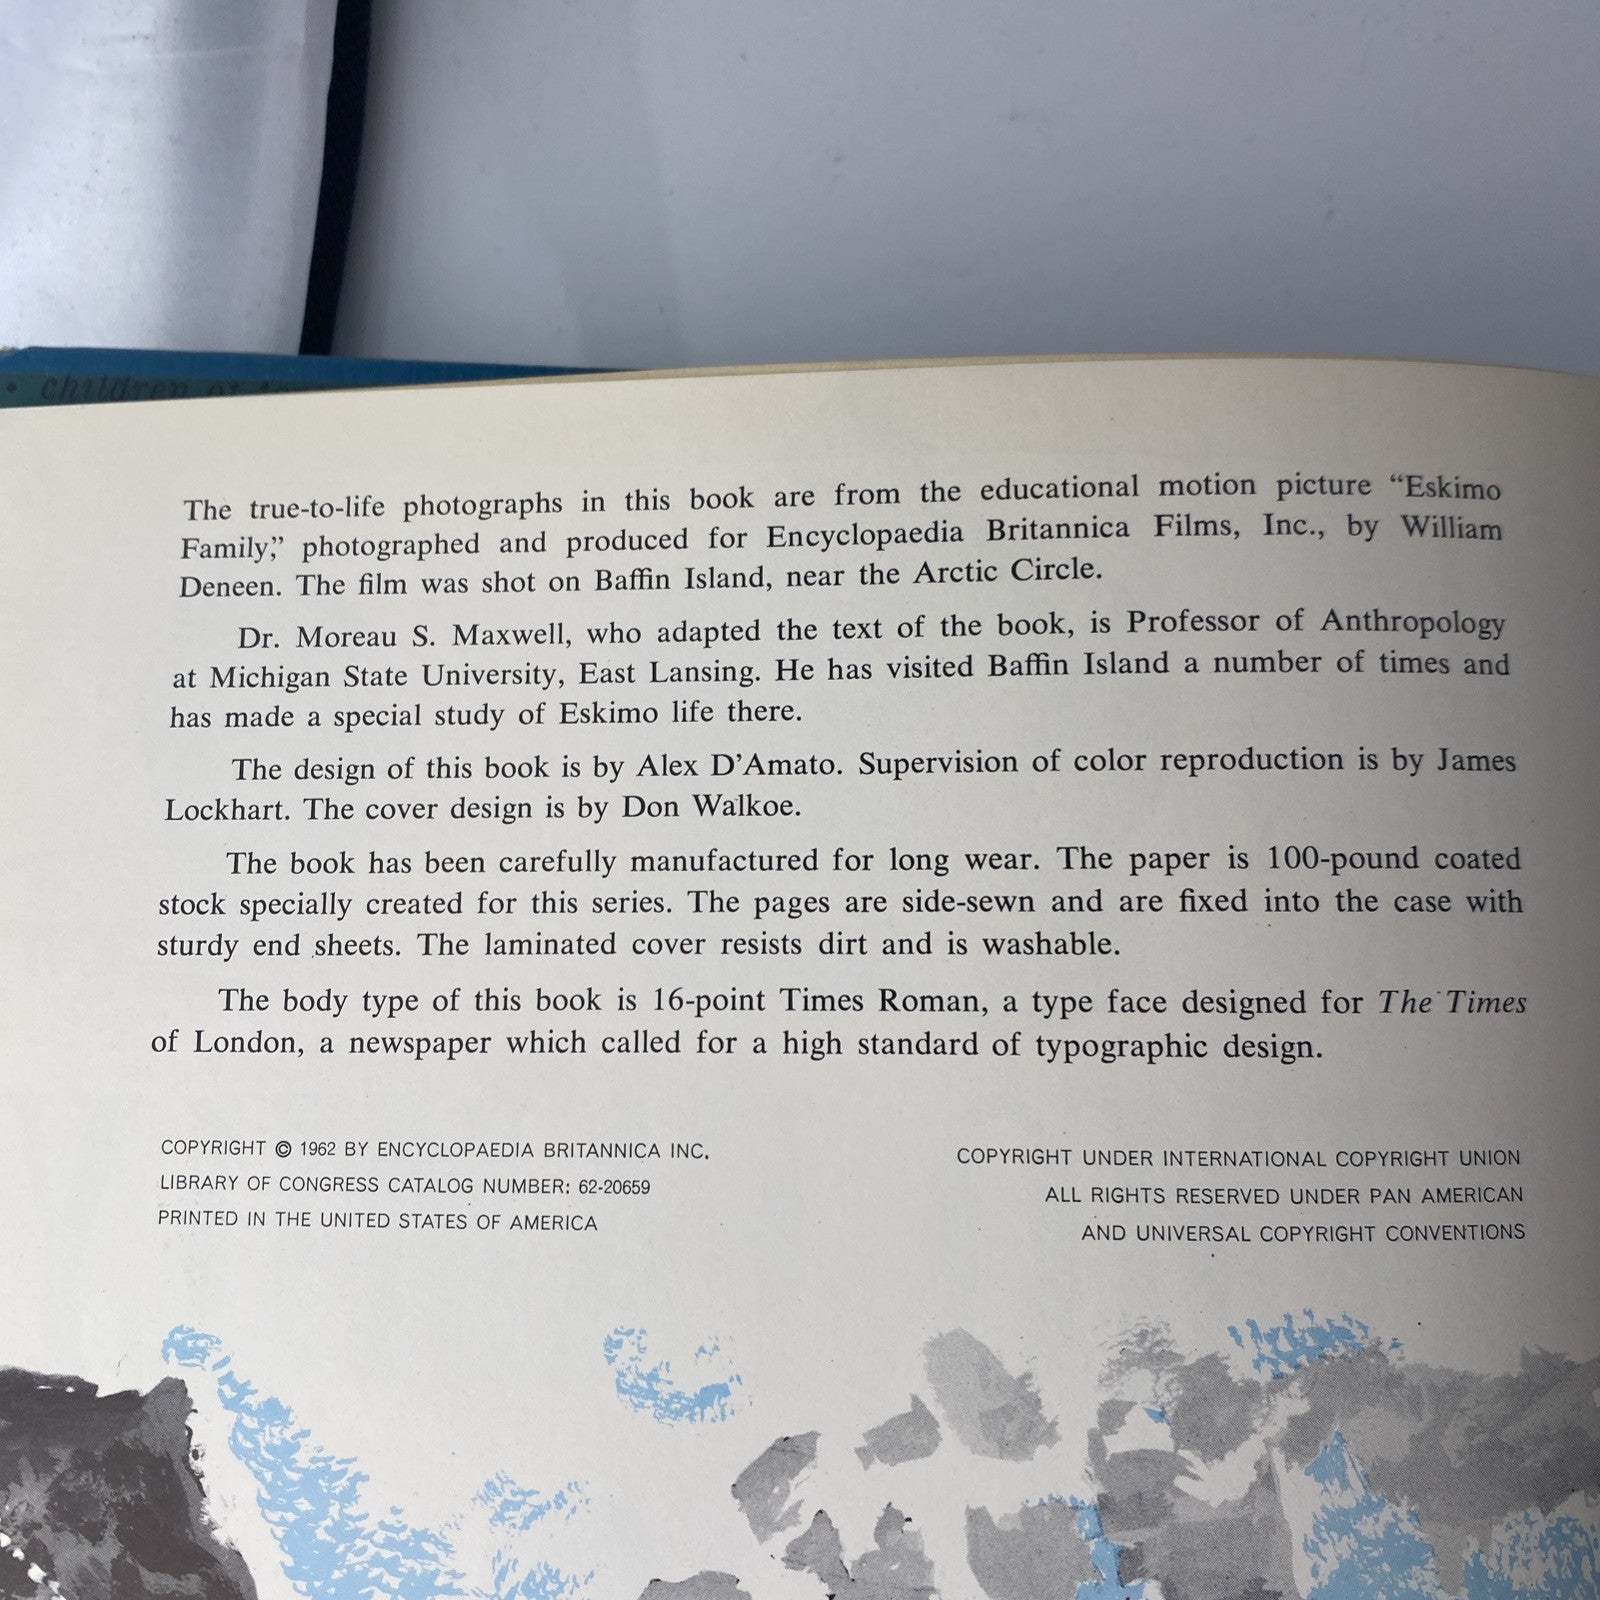 • children of
The true-to-life photographs in this book are from the educational motion picture “Eskimo
Family,” photographed and produced for Encyclopaedia Britannica Films, Inc., by William
Deneen. The film was shot on Baffin Island, near the Arctic Circle.
Dr. Moreau S. Maxwell, who adapted the text of the book, is Professor of Anthropology
at Michigan State University, East Lansing. He has visited Baffin Island a number of times and
has made a special study of Eskimo life there.
The design of this book is by Alex D’Amato. Supervision of color reproduction is by James
Lockhart. The cover design is by Don Walkoe.
The book has been carefully manufactured for long wear. The paper is 100-pound coated
stock specially created for this series. The pages are side-sewn and are fixed into the case with
sturdy end sheets. The laminated cover resists dirt and is washable.
The body type of this book is 16-point Times Roman, a type face designed for The Times
of London, a newspaper which called for a high standard of typographic design.
COPYRIGHT © 1962 BY ENCYCLOPAEDIA BRITANNICA INC.
LIBRARY OF CONGRESS CATALOG NUMBER: 62-20659
PRINTED IN THE UNITED STATES OF AMERICA
COPYRIGHT UNDER INTERNATIONAL COPYRIGHT UNION
ALL RIGHTS RESERVED UNDER PAN AMERICAN
AND UNIVERSAL COPYRIGHT CONVENTIONS